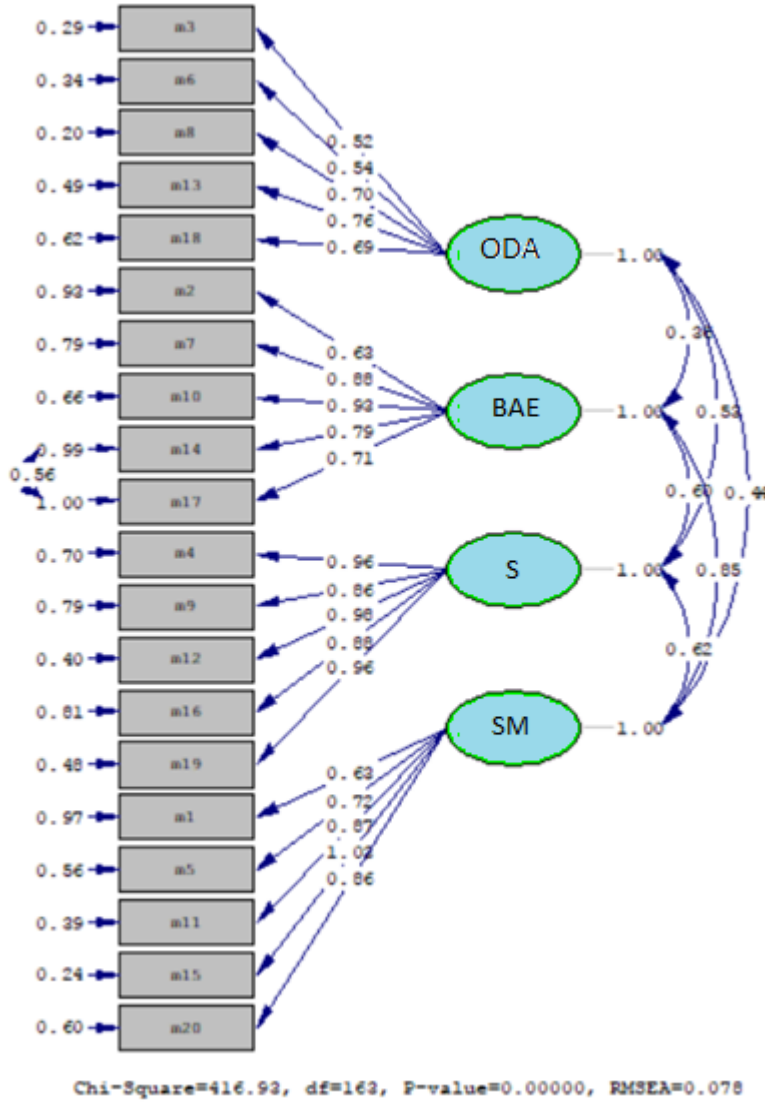 0.29 m3
0.34 m6
0.20 m8
0.52
0.54
0.49 m13
0.70
0.76
0.62 m18
0.69
ODA 1.00
0.93 m2
0.36
0.79 m7
0.63
0.88
0.66 m10
0.93
BAE 1.00 0.53
0.79
0.99 m14
0.71
0.56
0.60
1.00 m17
0.70 m4
0.96
S 1.00 0.85
0.86
0.79 m9
0.98
0.88
0.62
0.40 m12
0.96
0.81 m16
SM 1.00
0.48 m19
0.63
0.72
0.97 m1
0.87
1.02
0.56 m5
0.86
0.39 m11
0.24 m15
0.60 m20
Chi-Square=416.93, df=163, P-value=0.00000, RMSEA=0.078